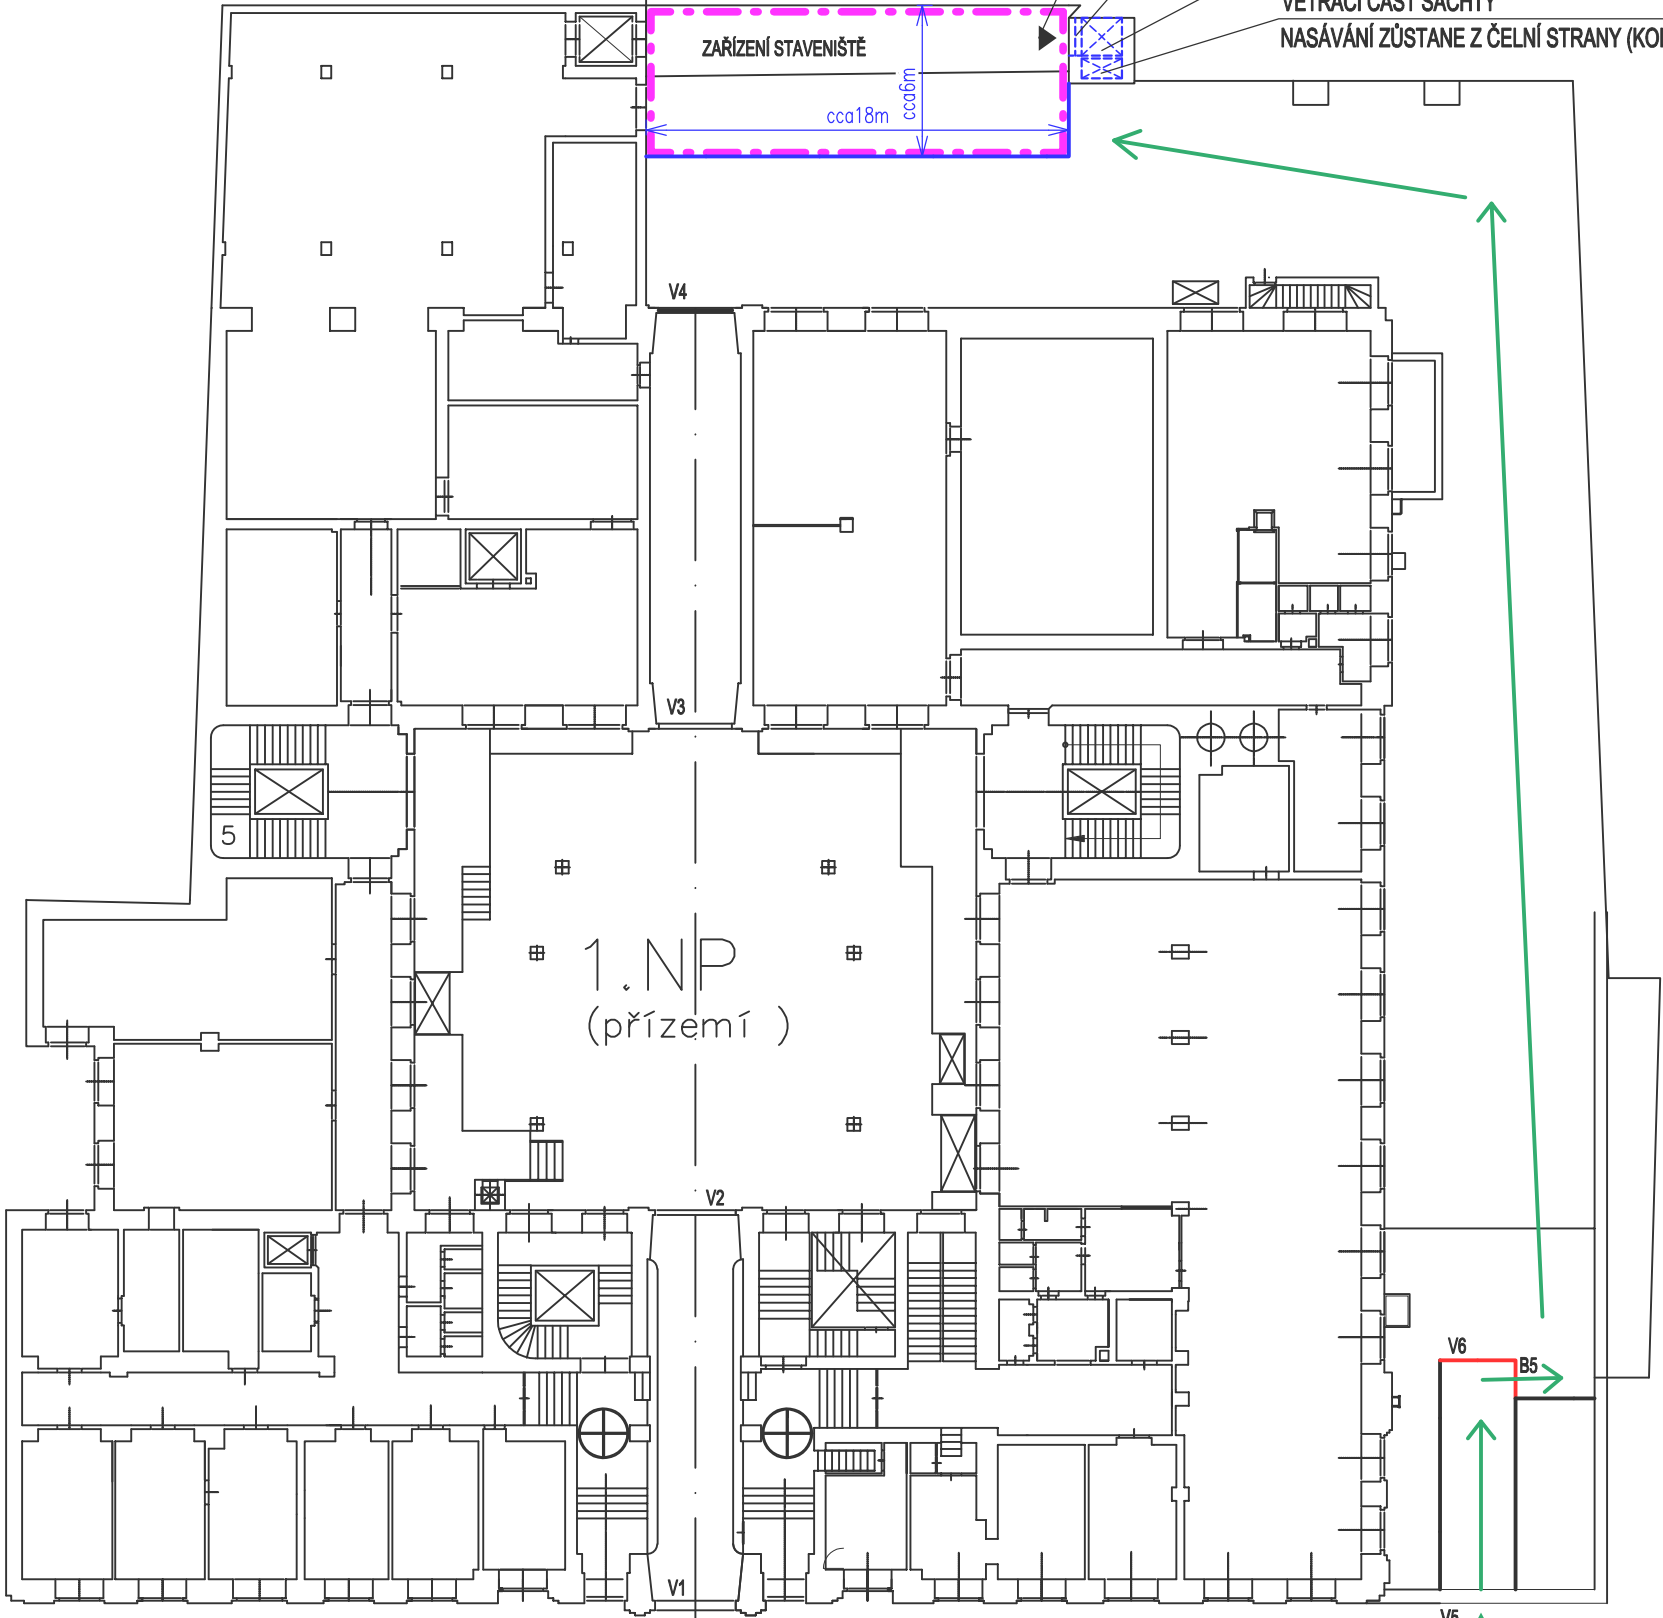 VĚTRACÍ ČÁST ŠACHTY
NASÁVÁNÍ ZŮSTANE Z ČELNÍ STRANY (KO
ZAŘÍZENÍ STAVENIŠTĚ
cca6m
cca18m
V4
V3
5
1.NP
(přízemí )
V2
V6
B5
V1
V5